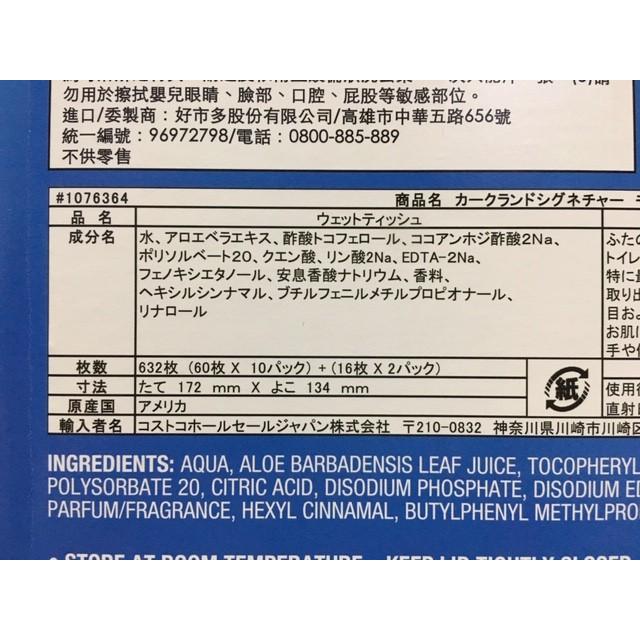 勿用於擦拭嬰兒眼睛、臉部、口腔、屁股等敏感部位。
進口/委製商：好市多股份有限公司/高雄市中華五路656號
統一編號：96972798/電話：0800-885-889
不供零售
#1076364 商品名 カークランドシグネチャー
品 名 ウェットティッシュ
成分名 水、アロエベラエキス、酢酸トコフェロール、ココアンホジ酢酸2Na、 ふたの
ポリソルベート20、クエン酸、リン酸2Na、EDTA-2Na、 トイレ
フェノキシエタノール、安息香酸ナトリウム、香料、 特に
ヘキシルシンナマル、ブチルフェニルメチルプロピオナール、 取り出
リナロール 目およ
お肌に
手や
枚数 632枚 (60枚 X 10パック) + (16枚 X 2パック)
寸法 たて 172 mm X よこ 134 mm 紙 使用後
原産国 アメリカ 直射
輸入者名 コストコホールセールジャパン株式会社 〒210-0832 神奈川県川崎市川崎区
INGREDIENTS: AQUA, ALOE BARBADENSIS LEAF JUICE, TOCOPHERYL
POLYSORBATE 20, CITRIC ACID, DISODIUM PHOSPHATE, DISODIUM ED
PARFUM/FRAGRANCE, HEXYL CINNAMAL, BUTYLPHENYL METHYLPRO
• STORE AT ROOM TEMPERATURE. • KEEP LID TIGHTLY CLOSED